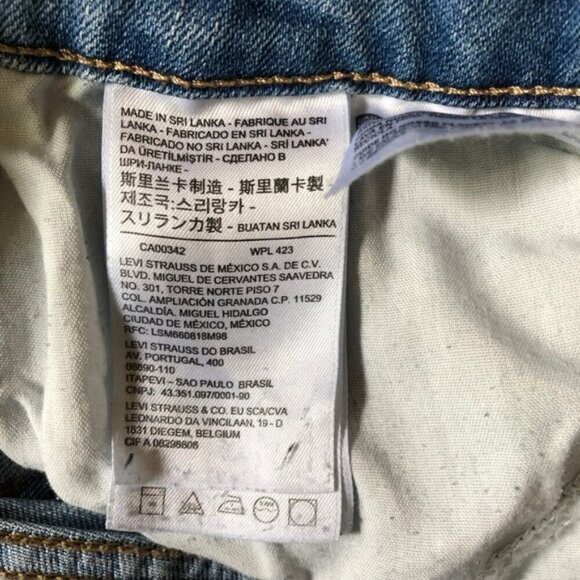 MADE IN SRI LANKA - FABRIQUE AU SRI
LANKA - FABRICADO EN SRI LANKA -
FABRICADO NO SRI LANKA - SRİ LANKA'
DA ÜRETİLMİŞTİR - СДЕЛАНО В
ШРИ-ЛАНКЕ -
斯里兰卡制造 - 斯里蘭卡製
제조국:스리랑카 -
スリランカ製 - BUATAN SRI LANKA
CA00342 WPL 423
LEVI STRAUSS DE MÉXICO S.A. DE C.V.
BLVD. MIGUEL DE CERVANTES SAAVEDRA
NO. 301, TORRE NORTE PISO 7
COL. AMPLIACIÓN GRANADA C.P. 11529
ALCALDÍA. MIGUEL HIDALGO
CIUDAD DE MÉXICO, MÉXICO
RFC: LSM660818M98
LEVI STRAUSS DO BRASIL
AV. PORTUGAL, 400
06690-110
ITAPEVI – SAO PAULO BRASIL
CNPJ: 43.351.097/0001-90
LEVI STRAUSS & CO. EU SCA/CVA
LEONARDO DA VINCILAAN, 19 - D
1831 DIEGEM, BELGIUM
CIF A 08296606